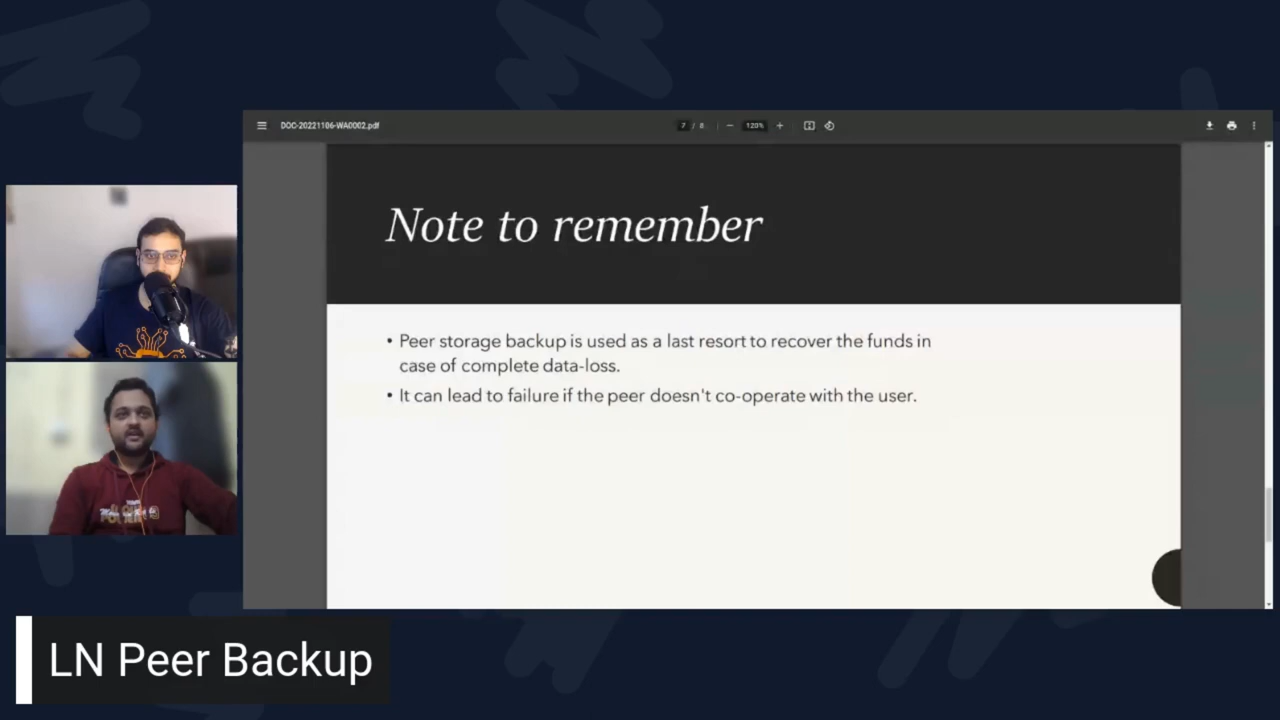 DOC-20221106-WA0002.pdf
7 / 8
120%
Note to remember
• Peer storage backup is used as a last resort to recover the funds in
case of complete data-loss.
• It can lead to failure if the peer doesn't co-operate with the user.
LN Peer Backup